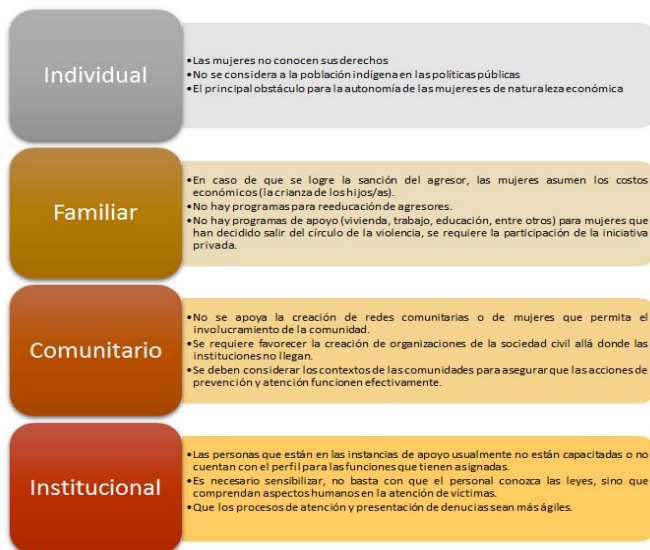 Individual
•Las mujeres no conocen sus derechos
•No se considera a la población indígena en las políticas públicas
•El principal obstáculo para la autonomía de las mujeres es de naturaleza económica
Familiar
•En caso de que se logre la sanción del agresor, las mujeres asumen los costos
económicos (la crianza de los hijos/as).
•No hay programas para reeducación de agresores.
•No hay programas de apoyo (vivienda, trabajo, educación, entre otros) para mujeres que
han decidido salir del círculo de la violencia, se requiere la participación de la iniciativa
privada.
Comunitario
•No se apoya la creación de redes comunitarias o de mujeres que permita el
involucramiento de la comunidad.
•Se requiere favorecer la creación de organizaciones de la sociedad civil allá donde las
instituciones no llegan.
•Se deben considerar los contextos de las comunidades para asegurar que las acciones de
prevención y atención funcionen efectivamente.
Institucional
•Las personas que están en las instancias de apoyo usualmente no están capacitadas o no
cuentan con el perfil para las funciones que tienen asignadas.
•Es necesario sensibilizar, no basta con que el personal conozca las leyes, sino que
comprendan aspectos humanos en la atención de víctimas.
•Que los procesos de atención y presentación de denucias sean más ágiles.